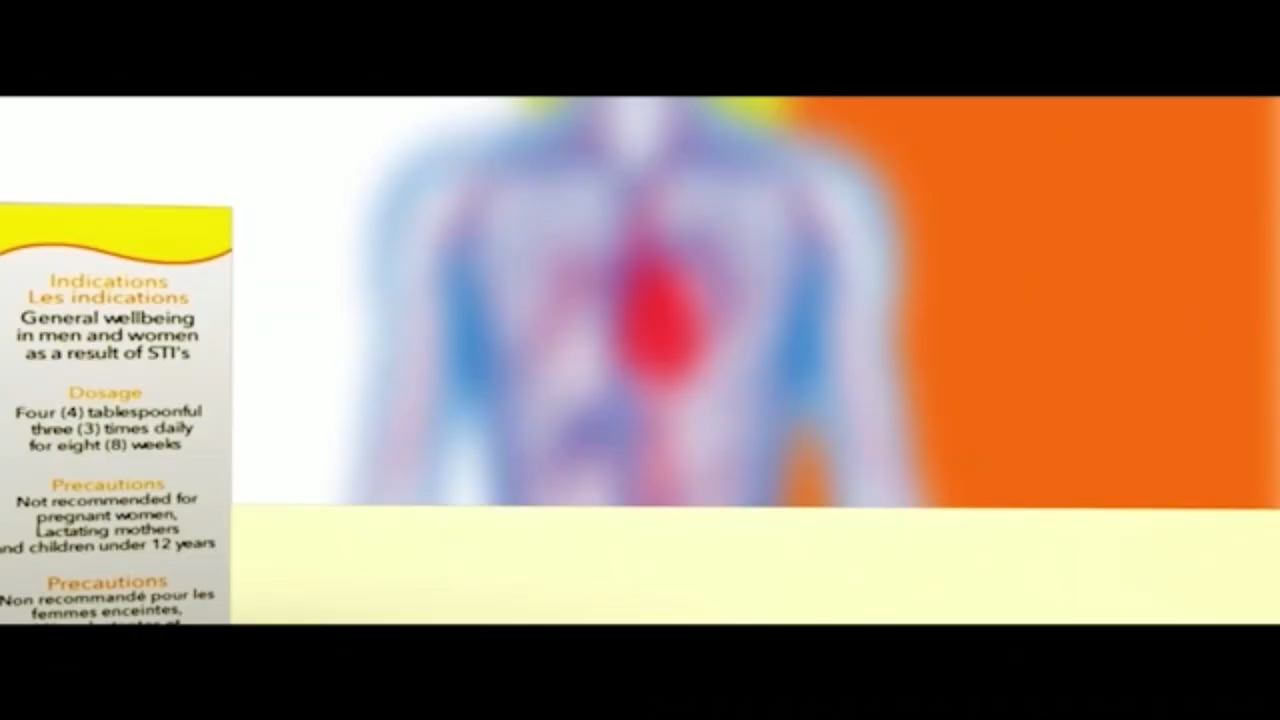 Indications
Les indications
General wellbeing
in men and women
as a result of STI's
Dosage
Four (4) tablespoonful
three (3) times daily
for eight (8) weeks
Precautions
Not recommended for
pregnant women,
Lactating mothers
and children under 12 years
Precautions
Non recommandé pour les
femmes enceintes,